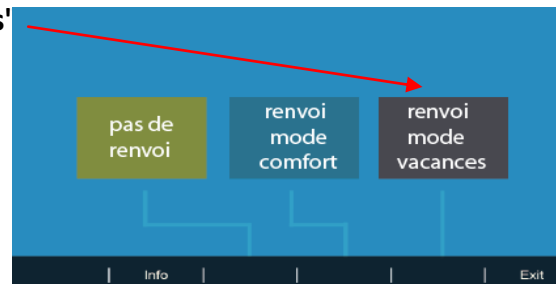 s'
pas de
renvoi
renvoi
mode
comfort
renvoi
mode
vacances
| Info | | | | Exit